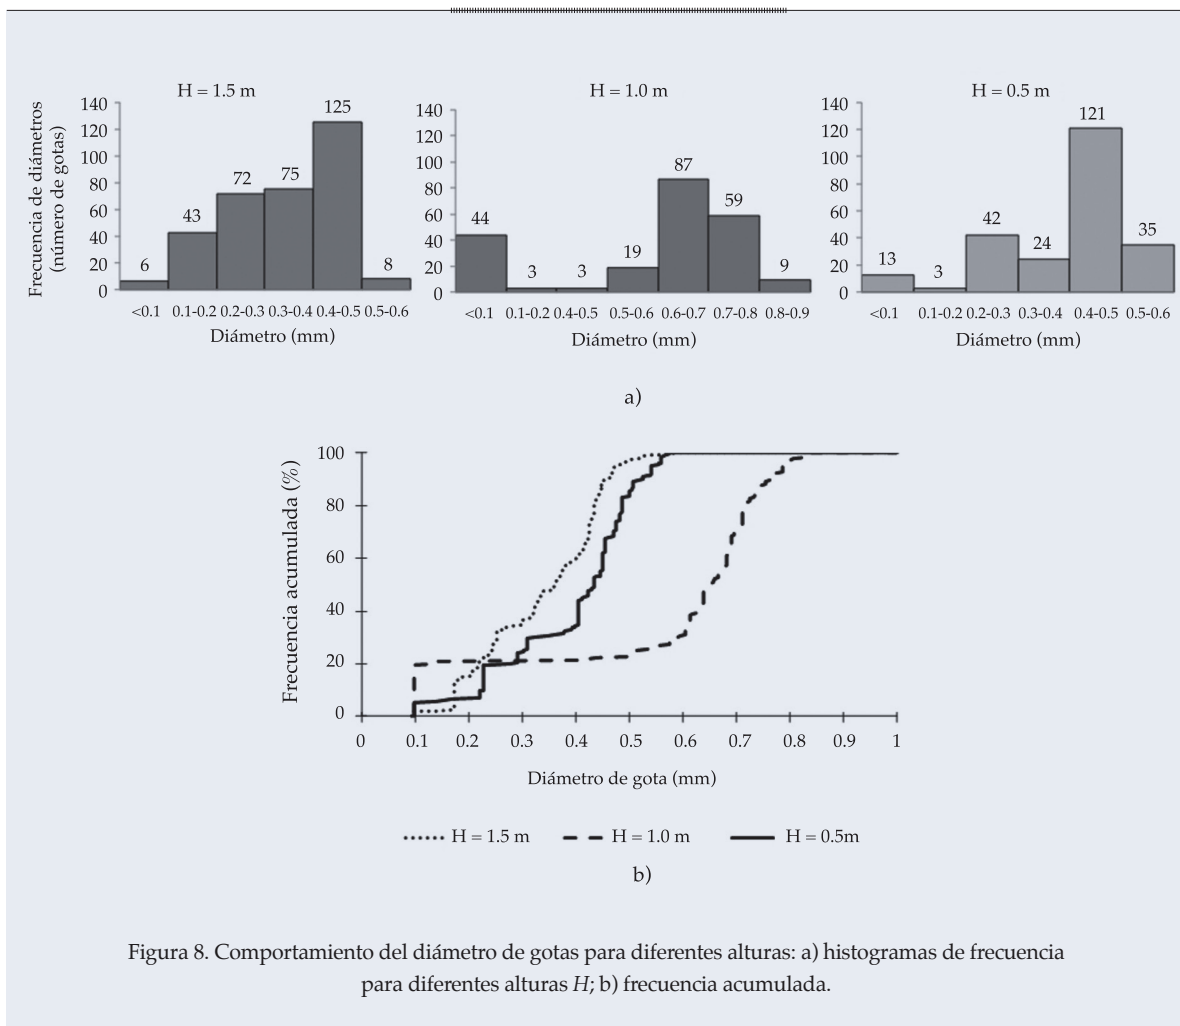 H = 1.5 m
Frecuencia de diámetros
(número de gotas)
140
120
100
80
60
40
20
0
6
43
72
75
125
8
<0.1 0.1-0.2 0.2-0.3 0.3-0.4 0.4-0.5 0.5-0.6
Diámetro (mm)
H = 1.0 m
140
120
100
80
60
40
20
0
44
3
3
19
87
59
9
<0.1 0.1-0.2 0.4-0.5 0.5-0.6 0.6-0.7 0.7-0.8 0.8-0.9
Diámetro (mm)
H = 0.5 m
140
120
100
80
60
40
20
0
13
3
42
24
121
35
<0.1 0.1-0.2 0.2-0.3 0.3-0.4 0.4-0.5 0.5-0.6
Diámetro (mm)
a)
Frecuencia acumulada (%)
100
80
60
40
20
0
0 0.1 0.2 0.3 0.4 0.5 0.6 0.7 0.8 0.9 1
Diámetro de gota (mm)
H = 1.5 m H = 1.0 m H = 0.5m
b)
Figura 8. Comportamiento del diámetro de gotas para diferentes alturas: a) histogramas de frecuencia
para diferentes alturas H; b) frecuencia acumulada.